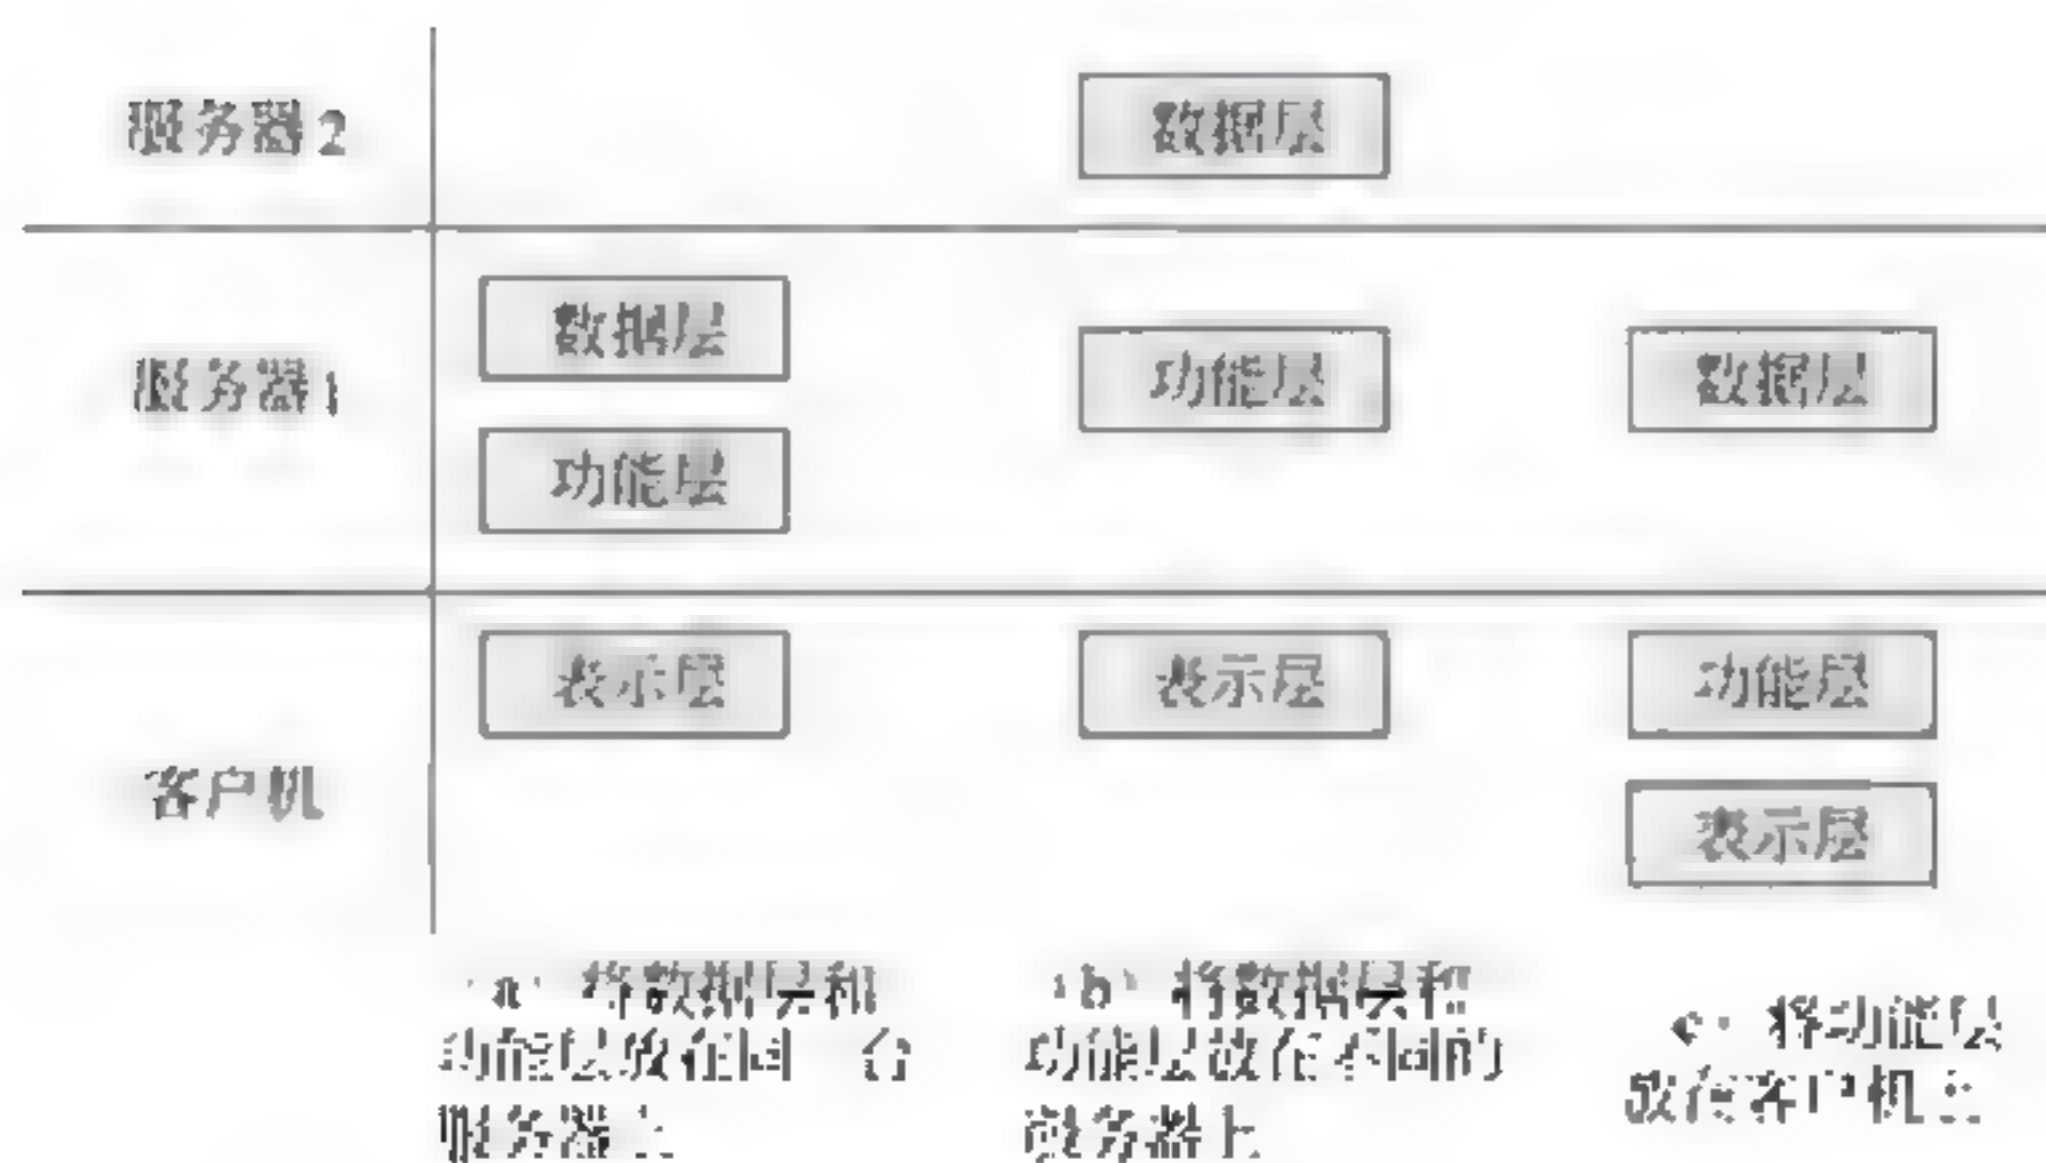 服务器2
数据层
服务器1
数据层
功能层
数据层
功能层
客户机
表示层
表示层
功能层
表示层
(a) 将数据层和
功能层放在同一台
服务器上
(b) 将数据层和
功能层放在不同的
服务器上
(c) 将功能层
放在客户机上